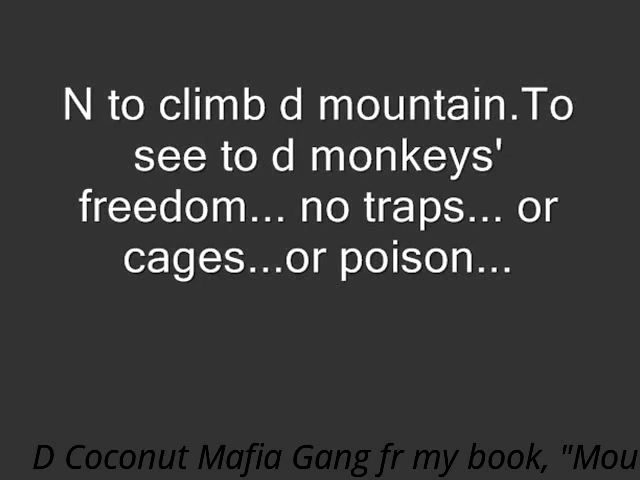 N to climb d mountain.To
see to d monkeys'
freedom... no traps... or
cages...or poison...
D Coconut Mafia Gang fr my book, "Mou